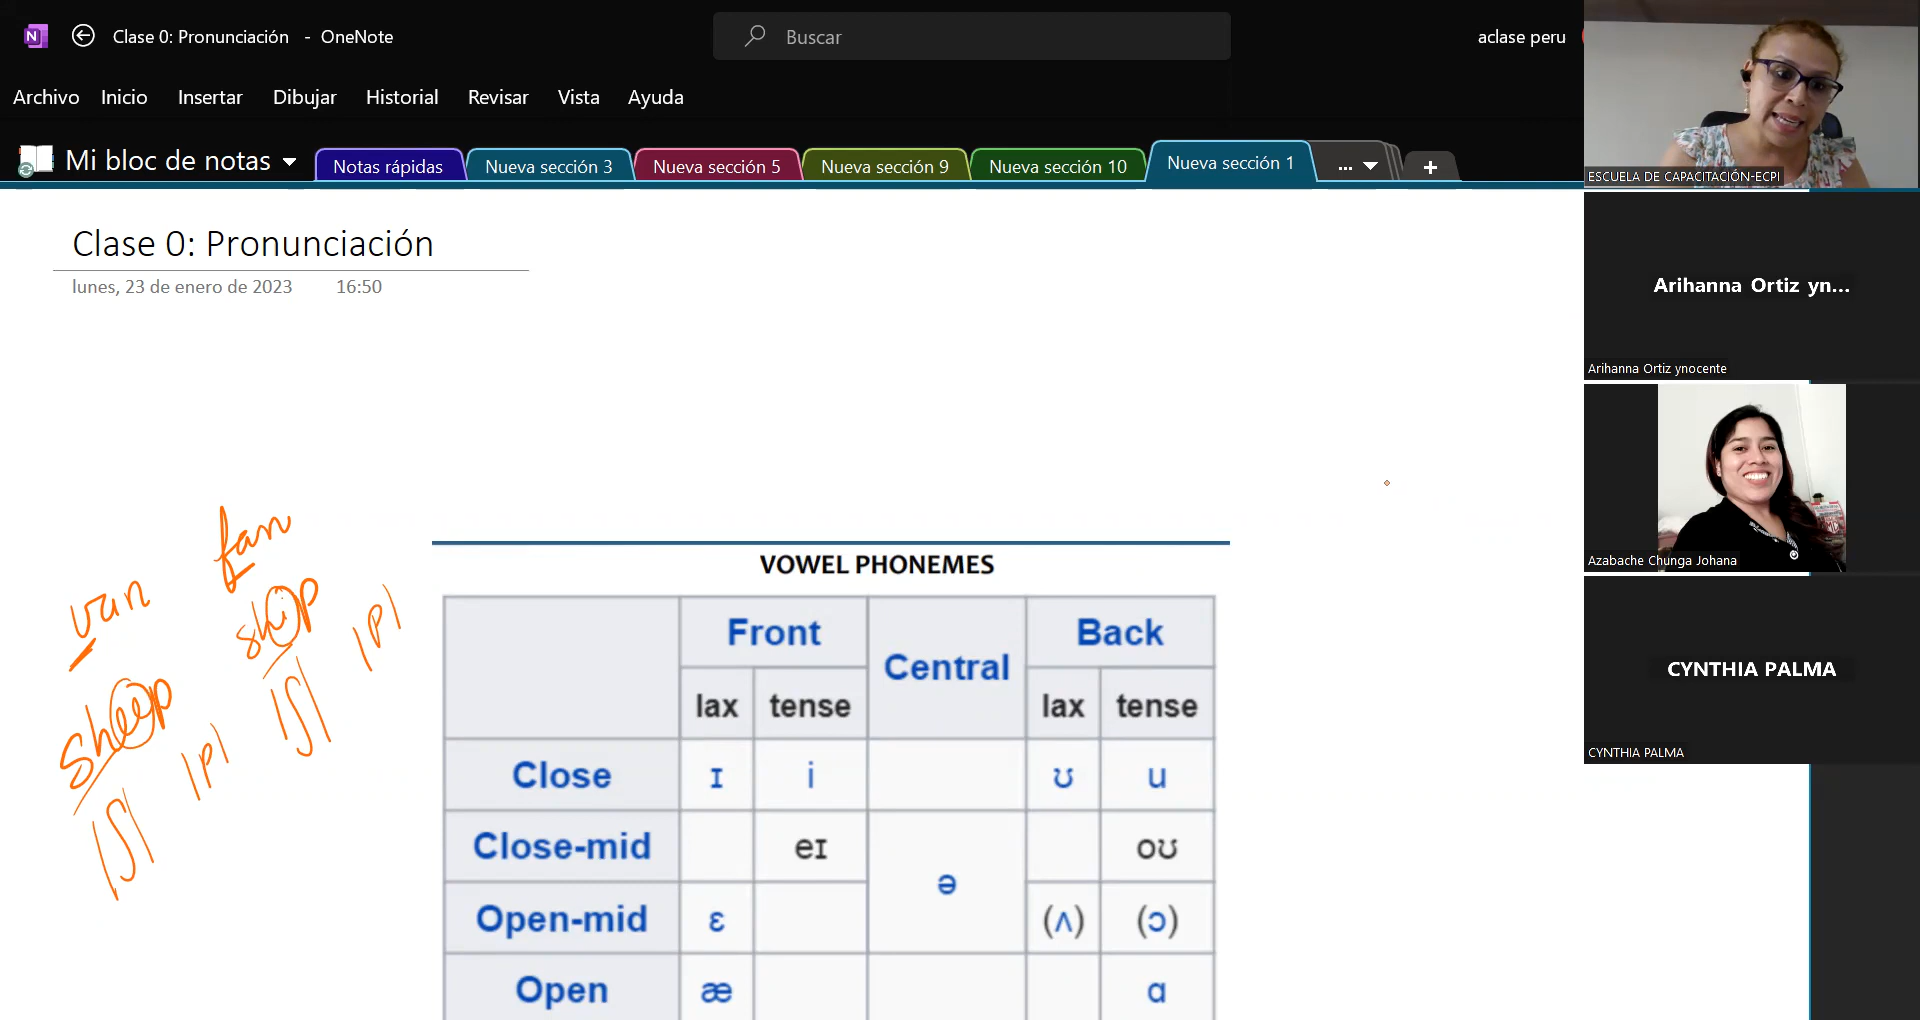 Clase 0: Pronunciación - OneNote
Buscar
aclase peru
Archivo Inicio Insertar Dibujar Historial Revisar Vista Ayuda
Mi bloc de notas
Notas rápidas
Nueva sección 3
Nueva sección 5
Nueva sección 9
Nueva sección 10
Nueva sección 1
...
+
ESCUELA DE CAPACITACIÓN-ECPI
Arihanna Ortiz yn...
Arihanna Ortiz ynocente
Azabache Chunga Johana
CYNTHIA PALMA
CYNTHIA PALMA
Clase 0: Pronunciación
lunes, 23 de enero de 2023 16:50
fan
van
ship
/p/
/ʃ/
sheep
/p/
/ʃ/
VOWEL PHONEMES
Front Central Back
lax tense lax tense
Close ɪ i ʊ u
Close-mid eɪ ə oʊ
Open-mid ɛ (ʌ) (ɔ)
Open æ ɑ